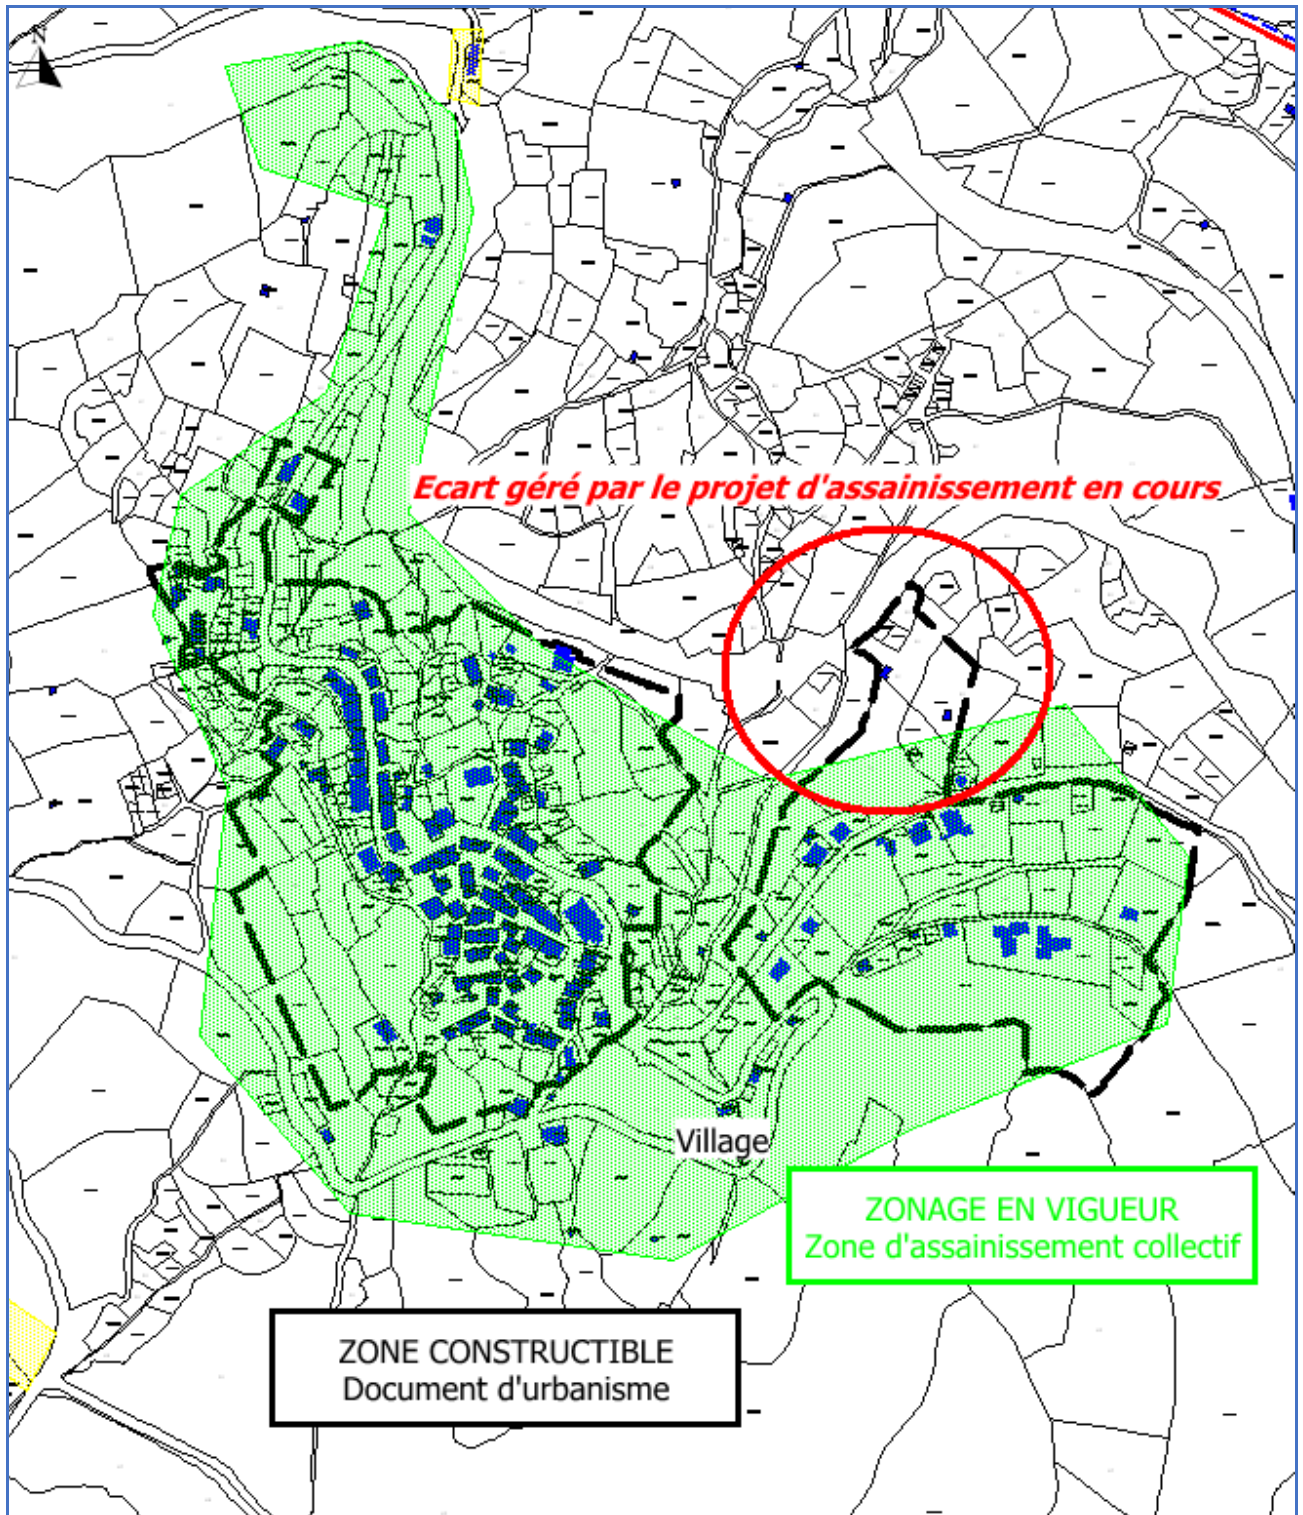 N
Ecart géré par le projet d'assainissement en cours
Village
ZONAGE EN VIGUEUR
Zone d'assainissement collectif
ZONE CONSTRUCTIBLE
Document d'urbanisme